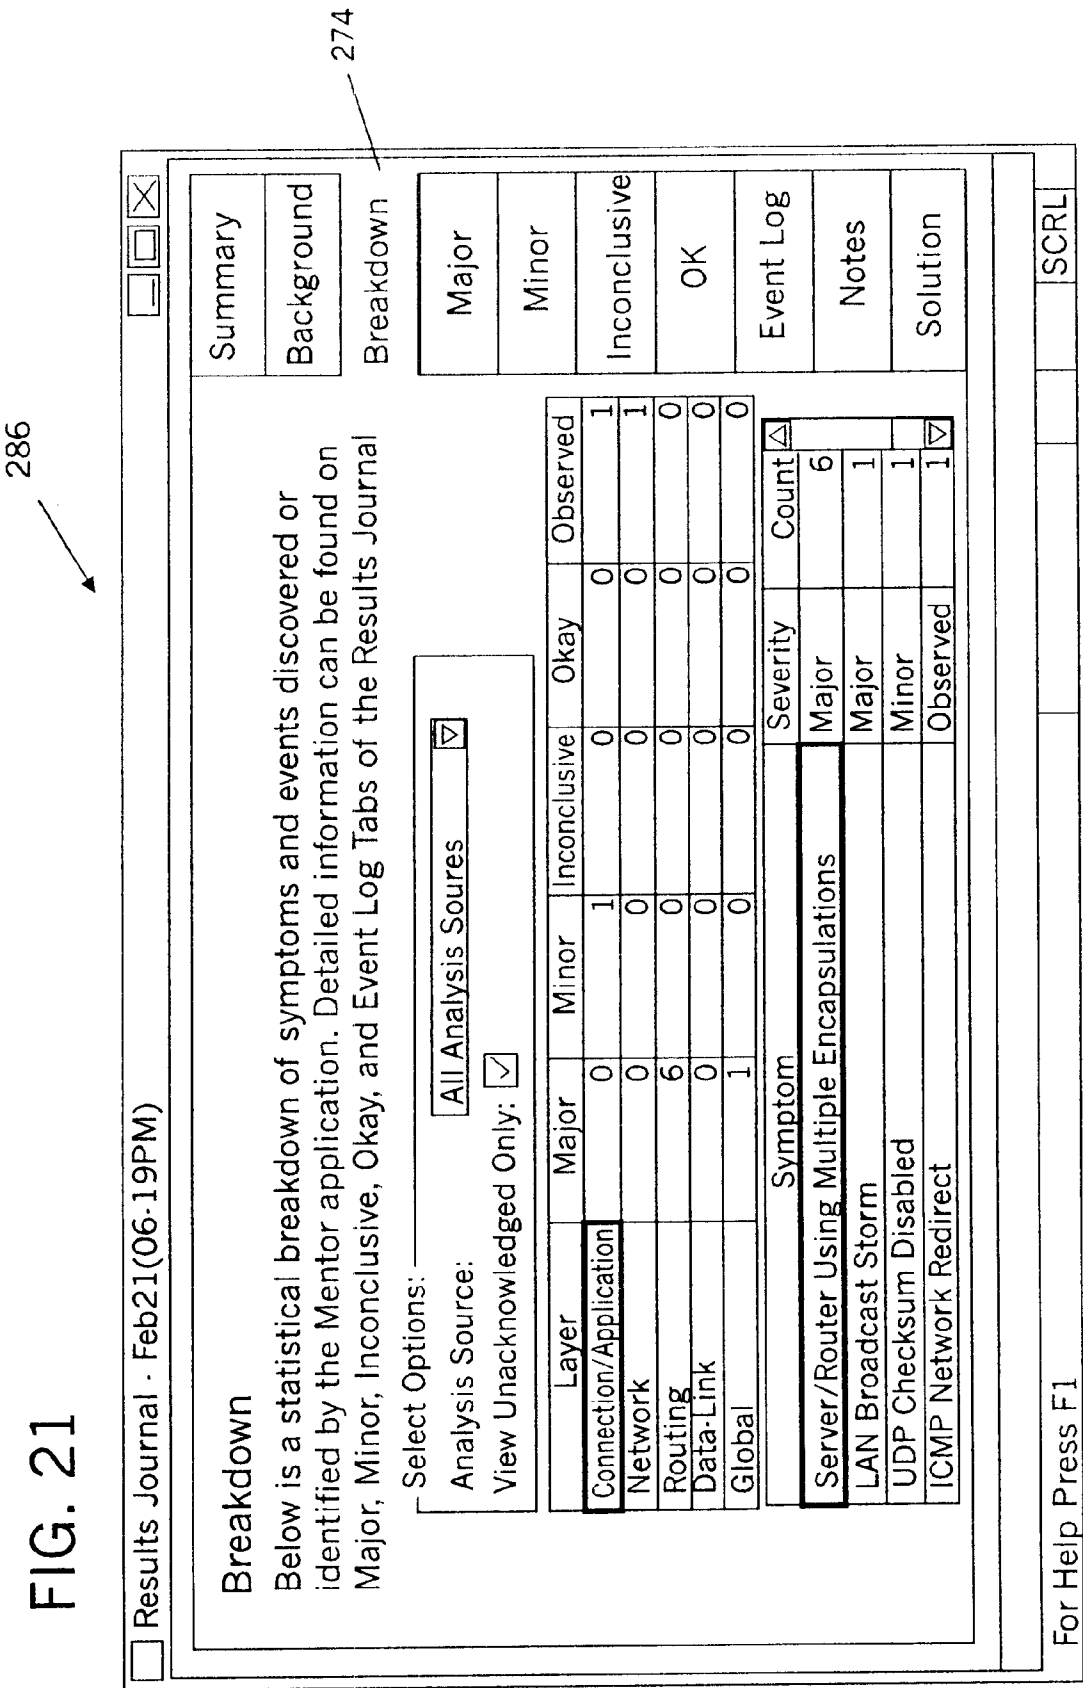 FIG. 21
286
Results Journal - Feb21(06-19PM)
274
Breakdown
Below is a statistical breakdown of symptoms and events discovered or
identified by the Mentor application. Detailed information can be found on
Major, Minor, Inconclusive, Okay, and Event Log Tabs of the Results Journal
Select Options:
Analysis Source: All Analysis Soures
View Unacknowledged Only:
Layer Major Minor Inconclusive Okay Observed
Connection/Application 0 1 0 0 1
Network 0 0 0 0 1
Routing 6 0 0 0 0
Data-Link 0 0 0 0 0
Global 1 0 0 0 0
Symptom Severity Count
Server/Router Using Multiple Encapsulations Major 6
LAN Broadcast Storm Major 1
UDP Checksum Disabled Minor 1
ICMP Network Redirect Observed 1
Summary
Background
Breakdown
Major
Minor
Inconclusive
OK
Event Log
Notes
Solution
For Help Press F1
SCRL